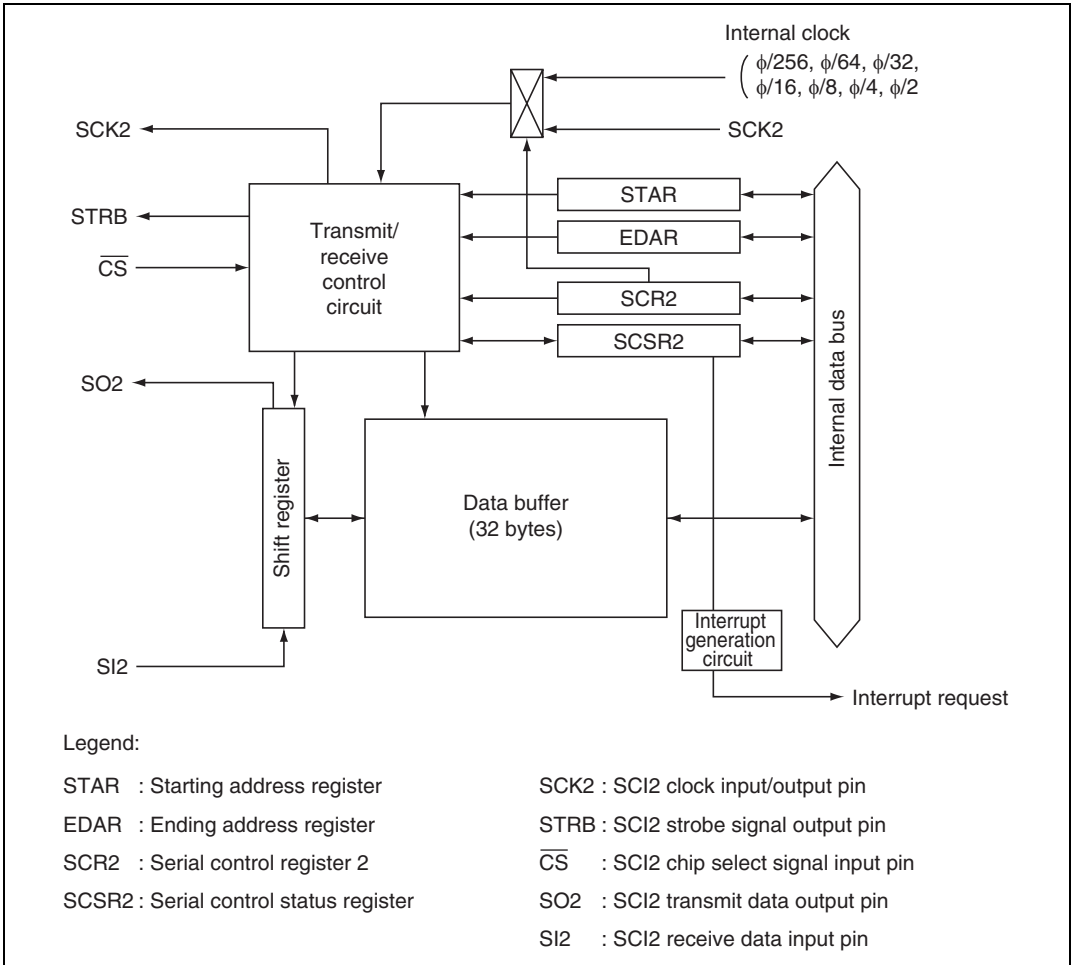 Internal clock
( φ/256, φ/64, φ/32,
φ/16, φ/8, φ/4, φ/2
SCK2
SCK2
STAR
STRB
Transmit/
receive
control
circuit
EDAR
CS
SCR2
SCSR2
SO2
Internal data bus
Shift register
Data buffer
(32 bytes)
Interrupt
generation
circuit
SI2
Interrupt request
Legend:
STAR : Starting address register
EDAR : Ending address register
SCR2 : Serial control register 2
SCSR2 : Serial control status register
SCK2 : SCI2 clock input/output pin
STRB : SCI2 strobe signal output pin
C̅S̅ : SCI2 chip select signal input pin
SO2 : SCI2 transmit data output pin
SI2 : SCI2 receive data input pin